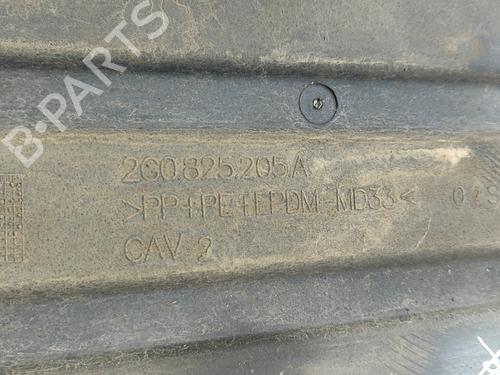 B-PARTS
2G0.825.205A
>PP+PE+EPDM-MD33<
CAV 2